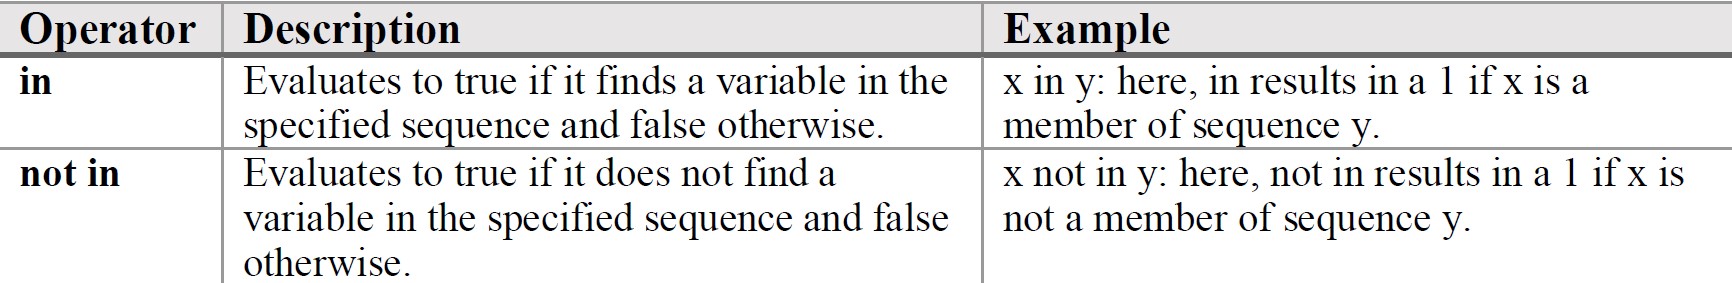 Operator Description Example
in Evaluates to true if it finds a variable in the x in y: here, in results in a 1 if x is a
specified sequence and false otherwise. member of sequence y.
not in Evaluates to true if it does not find a x not in y: here, not in results in a 1 if x is
variable in the specified sequence and false not a member of sequence y.
otherwise.